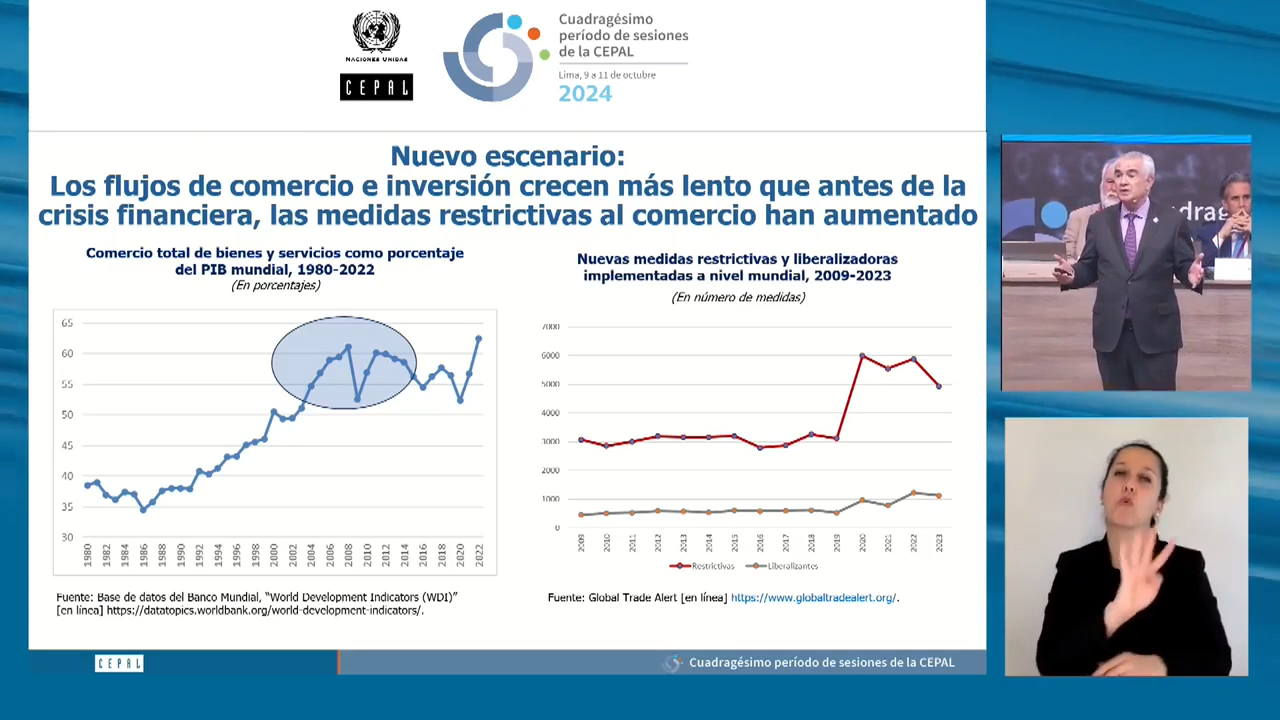 NACIONES UNIDAS
CEPAL
Cuadragésimo
período de sesiones
de la CEPAL
Lima, 9 a 11 de octubre
2024
Nuevo escenario:
Los flujos de comercio e inversión crecen más lento que antes de la
crisis financiera, las medidas restrictivas al comercio han aumentado
Comercio total de bienes y servicios como porcentaje
del PIB mundial, 1980-2022
(En porcentajes)
65
60
55
50
45
40
35
30
1980 1982 1984 1986 1988 1990 1992 1994 1996 1998 2000 2002 2004 2006 2008 2010 2012 2014 2016 2018 2020 2022
Fuente: Base de datos del Banco Mundial, “World Development Indicators (WDI)”
[en línea] https://datatopics.worldbank.org/world-development-indicators/.
Nuevas medidas restrictivas y liberalizadoras
implementadas a nivel mundial, 2009-2023
(En número de medidas)
7000
6000
5000
4000
3000
2000
1000
0
2009 2010 2011 2012 2013 2014 2015 2016 2017 2018 2019 2020 2021 2022 2023
Restrictivas Liberalizantes
Fuente: Global Trade Alert [en línea] https://www.globaltradealert.org/.
CEPAL
Cuadragésimo período de sesiones de la CEPAL